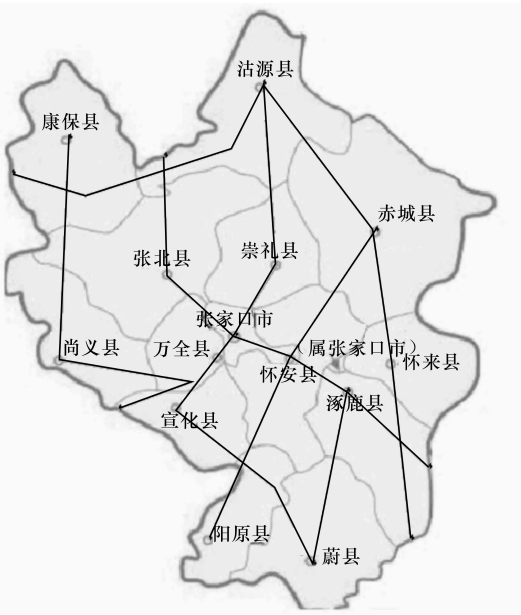 沽源县
康保县
赤城县
崇礼县
张北县
张家口市
尚义县
万全县
（属张家口市）
怀来县
怀安县
涿鹿县
宣化县
阳原县
蔚县